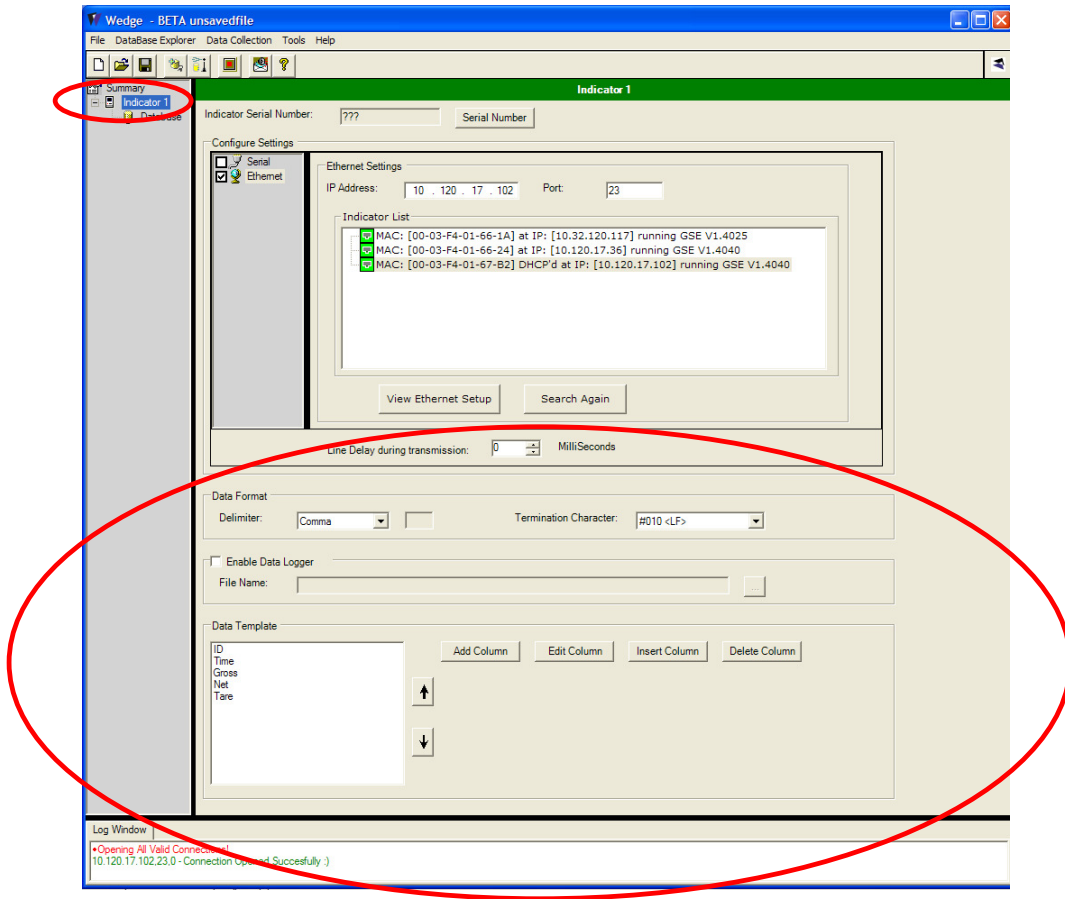 Wedge - BETA unsavedfile
File DataBase Explorer Data Collection Tools Help
Summary
Indicator 1
Database
Indicator 1
Indicator Serial Number: ??? Serial Number
Configure Settings
Serial
Ethernet
Ethernet Settings
IP Address: 10 . 120 . 17 . 102 Port: 23
Indicator List
MAC: [00-03-F4-01-66-1A] at IP: [10.32.120.117] running GSE V1.4025
MAC: [00-03-F4-01-66-24] at IP: [10.120.17.36] running GSE V1.4040
MAC: [00-03-F4-01-67-B2] DHCP'd at IP: [10.120.17.102] running GSE V1.4040
View Ethernet Setup Search Again
Line Delay during transmission: 0 MilliSeconds
Data Format
Delimiter: Comma Termination Character: #010 <LF>
Enable Data Logger
File Name: ...
Data Template
ID
Time
Gross
Net
Tare
Add Column Edit Column Insert Column Delete Column
Log Window
•Opening All Valid Connections!
10.120.17.102,23,0 - Connection Opened Succesfully :)